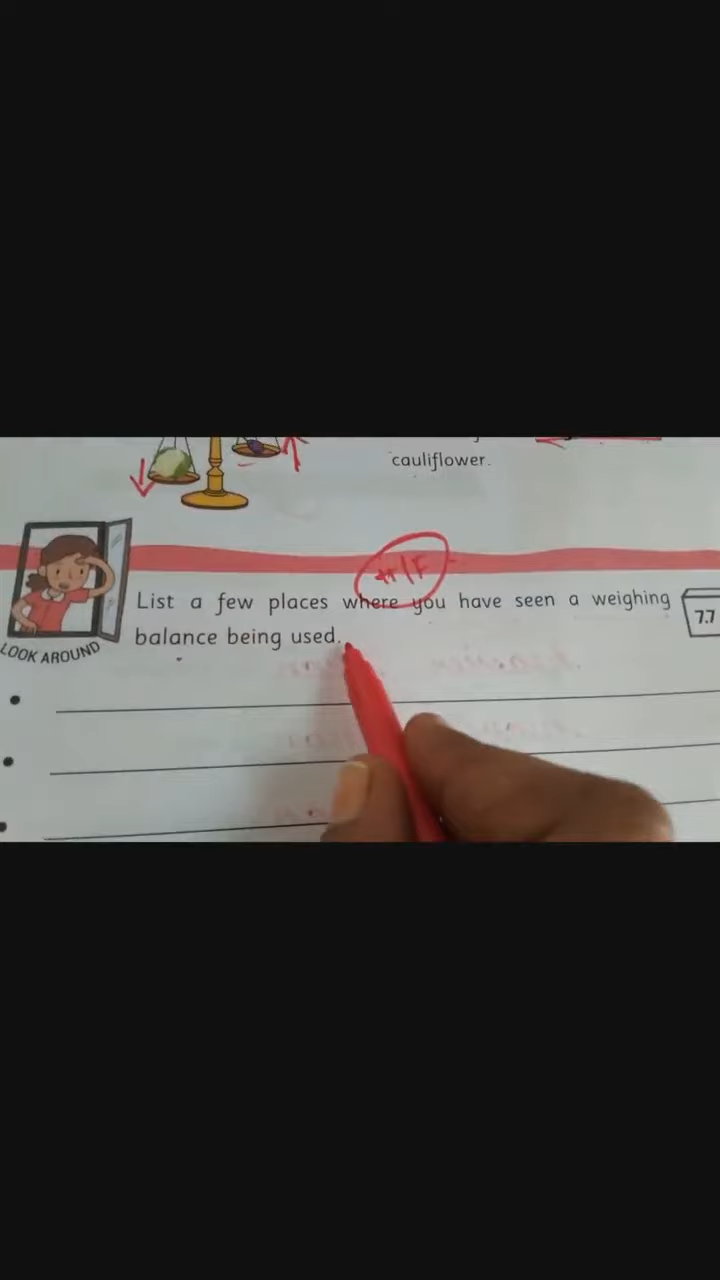 cauliflower.
List a few places where you have seen a weighing
balance being used.
7.7
LOOK AROUND